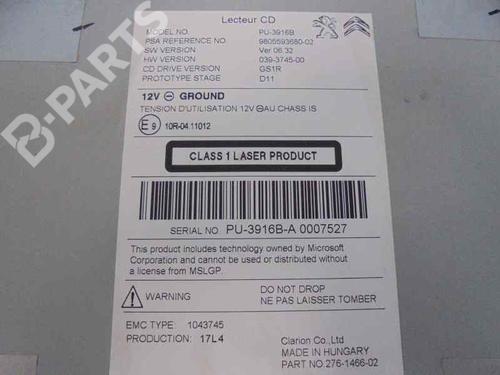 Lecteur CD
MODEL NO. PU-3916B
PSA REFERENCE NO. 9805593680-02
SW VERSION Ver 06.32
HW VERSION 039-3745-00
CD DRIVE VERSION GS1R
PROTOTYPE STAGE D11
12V ⊖ GROUND
TENSION D'UTILISATION 12V ⊖AU CHASS IS
E9 10R-04 11012
CLASS 1 LASER PRODUCT
SERIAL NO. PU-3916B-A 0007527
This product includes technology owned by Microsoft
Corporation and cannot be used or distributed without
a license from MSLGP.
WARNING
DO NOT DROP
NE PAS LAISSER TOMBER
EMC TYPE: 1043745
PRODUCTION: 17L4
Clarion Co.,Ltd
MADE IN HUNGARY
PART NO.276-1466-02
B-PARTS